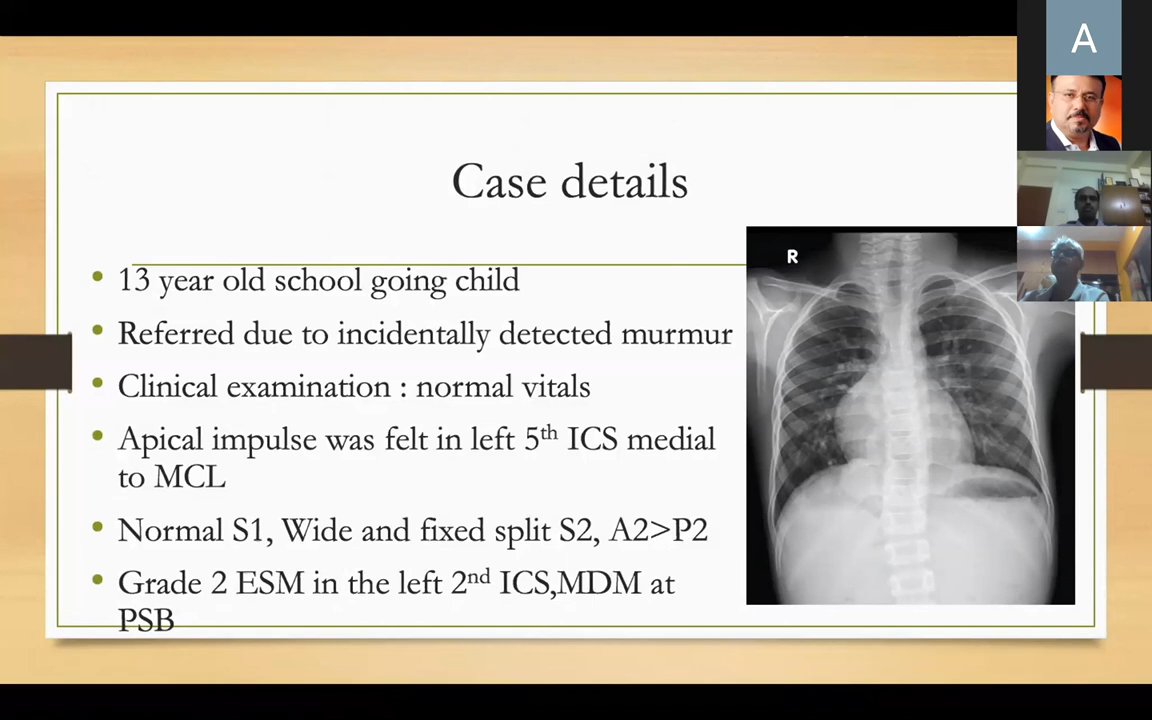 A
Case details
R
13 year old school going child
Referred due to incidentally detected murmur
Clinical examination : normal vitals
Apical impulse was felt in left 5th ICS medial
to MCL
Normal S1, Wide and fixed split S2, A2>P2
Grade 2 ESM in the left 2nd ICS,MDM at
PSB